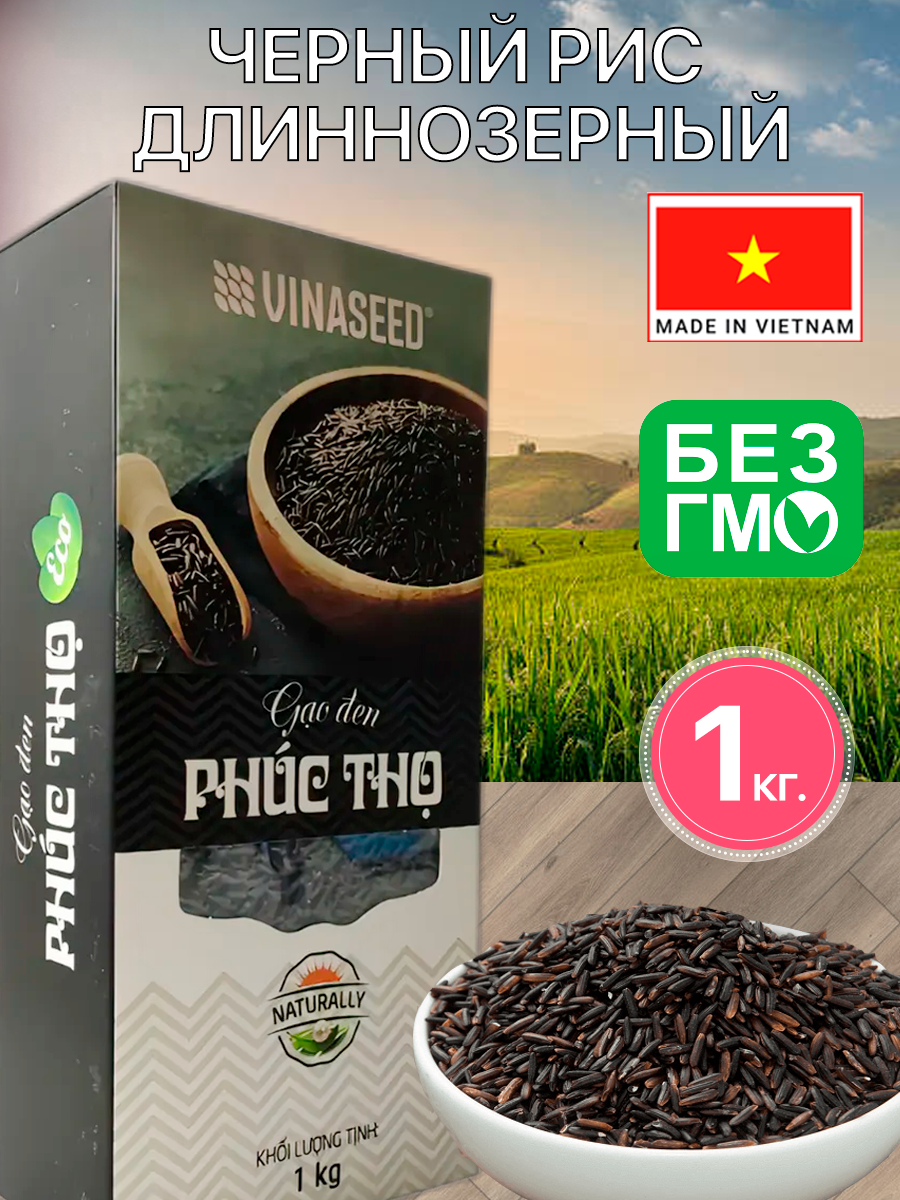 ЧЕРНЫЙ РИС
ДЛИННОЗЕРНЫЙ
VINASEED®
MADE IN VIETNAM
БЕЗ
ГМО
Eco
Gạo đen
PHÚC THỌ
Gạo đen
PHÚC THỌ
1 кг.
NATURALLY
KHỐI LƯỢNG TỊNH:
1 kg